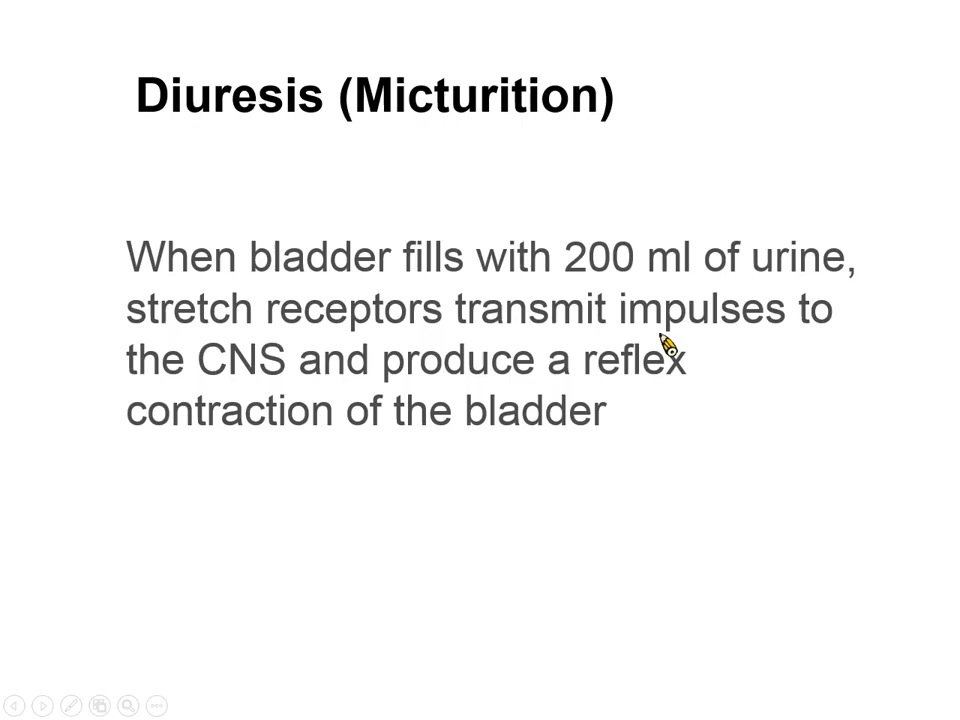 Diuresis (Micturition)
When bladder fills with 200 ml of urine,
stretch receptors transmit impulses to
the CNS and produce a reflex
contraction of the bladder